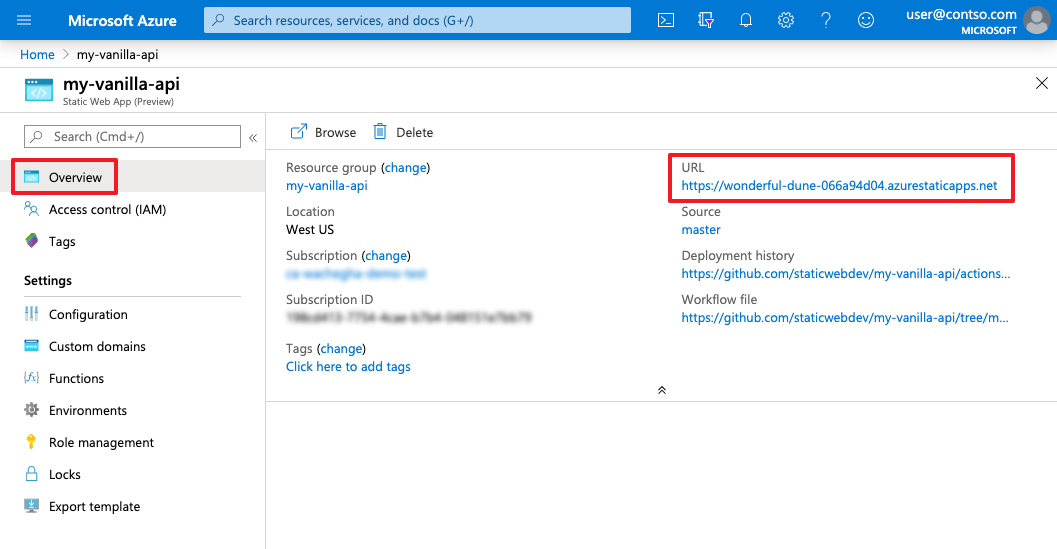 Microsoft Azure
Search resources, services, and docs (G+/)
user@contso.com
MICROSOFT
Home > my-vanilla-api
my-vanilla-api
Static Web App (Preview)
Search (Cmd+/)
«
Browse
Delete
Overview
Access control (IAM)
Tags
Settings
Configuration
Custom domains
Functions
Environments
Role management
Locks
Export template
Resource group (change)
my-vanilla-api
Location
West US
Subscription (change)
Subscription ID
Tags (change)
Click here to add tags
URL
https://wonderful-dune-066a94d04.azurestaticapps.net
Source
master
Deployment history
https://github.com/staticwebdev/my-vanilla-api/actions...
Workflow file
https://github.com/staticwebdev/my-vanilla-api/tree/m...